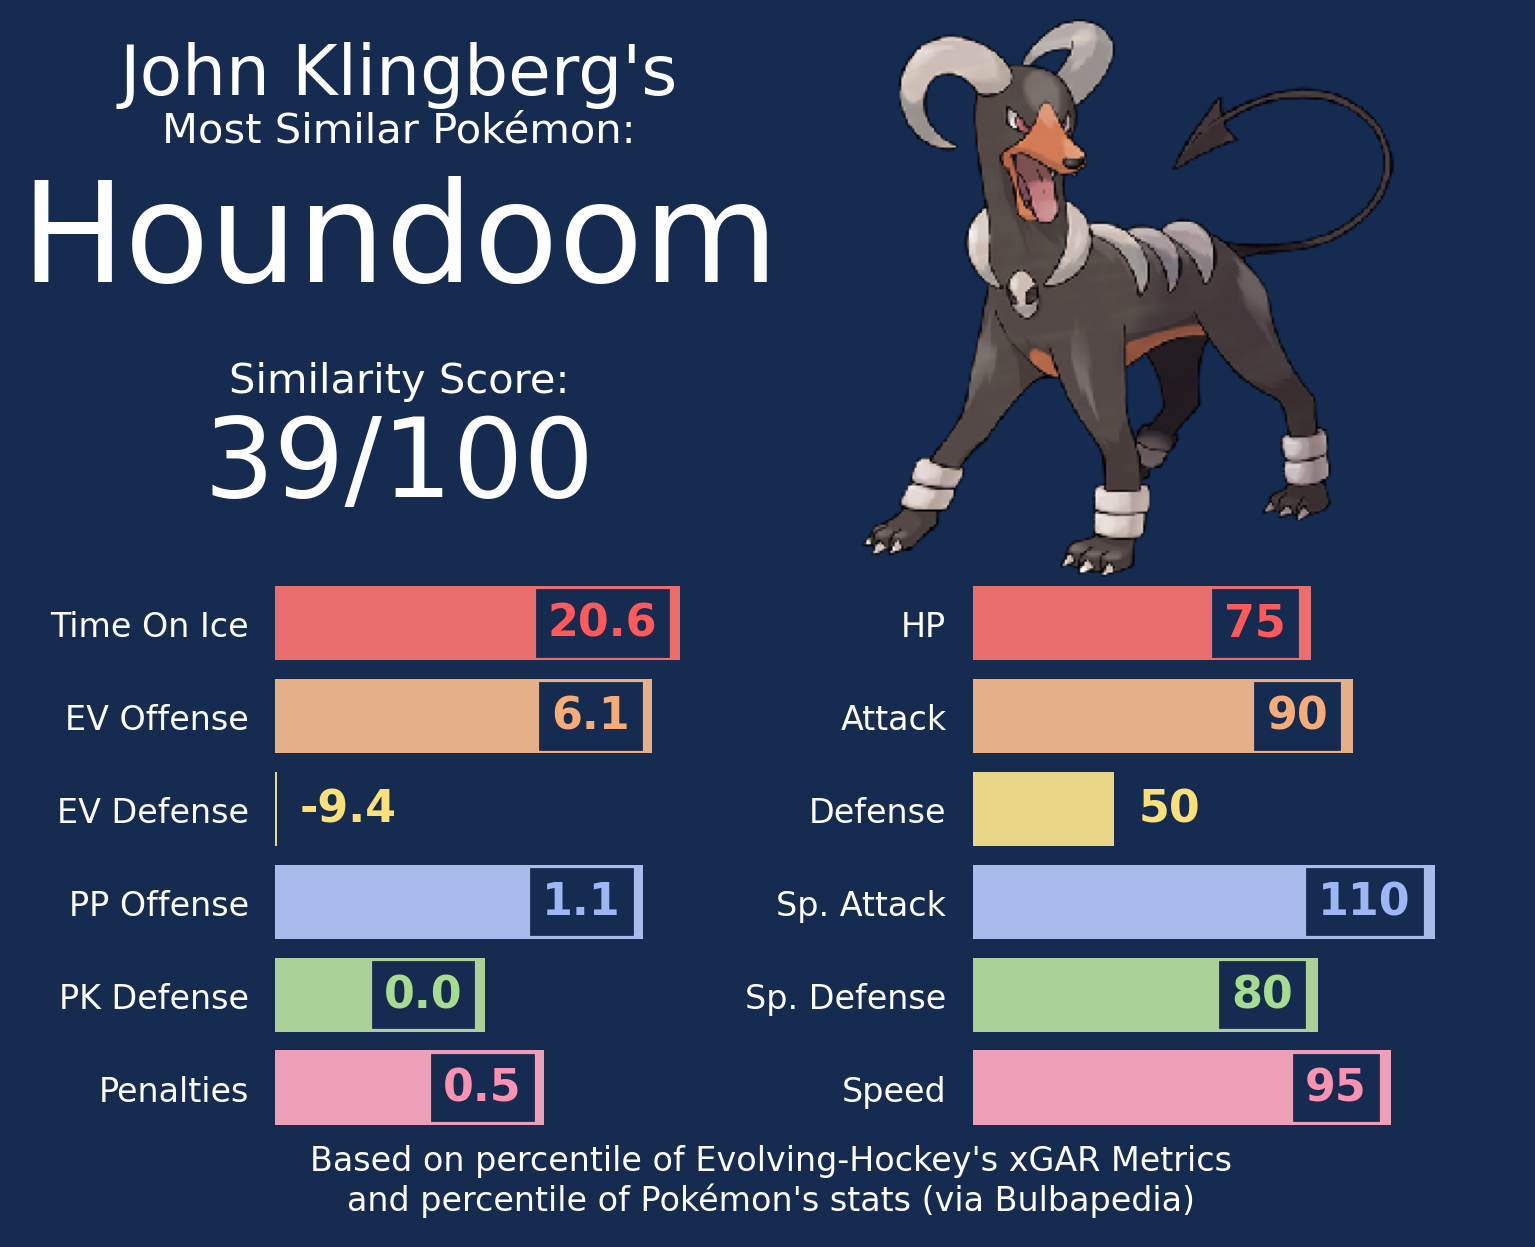 John Klingberg's
Most Similar Pokémon:
Houndoom
Similarity Score:
39/100
Time On Ice 20.6
EV Offense 6.1
EV Defense -9.4
PP Offense 1.1
PK Defense 0.0
Penalties 0.5
HP 75
Attack 90
Defense 50
Sp. Attack 110
Sp. Defense 80
Speed 95
Based on percentile of Evolving-Hockey's xGAR Metrics
and percentile of Pokémon's stats (via Bulbapedia)